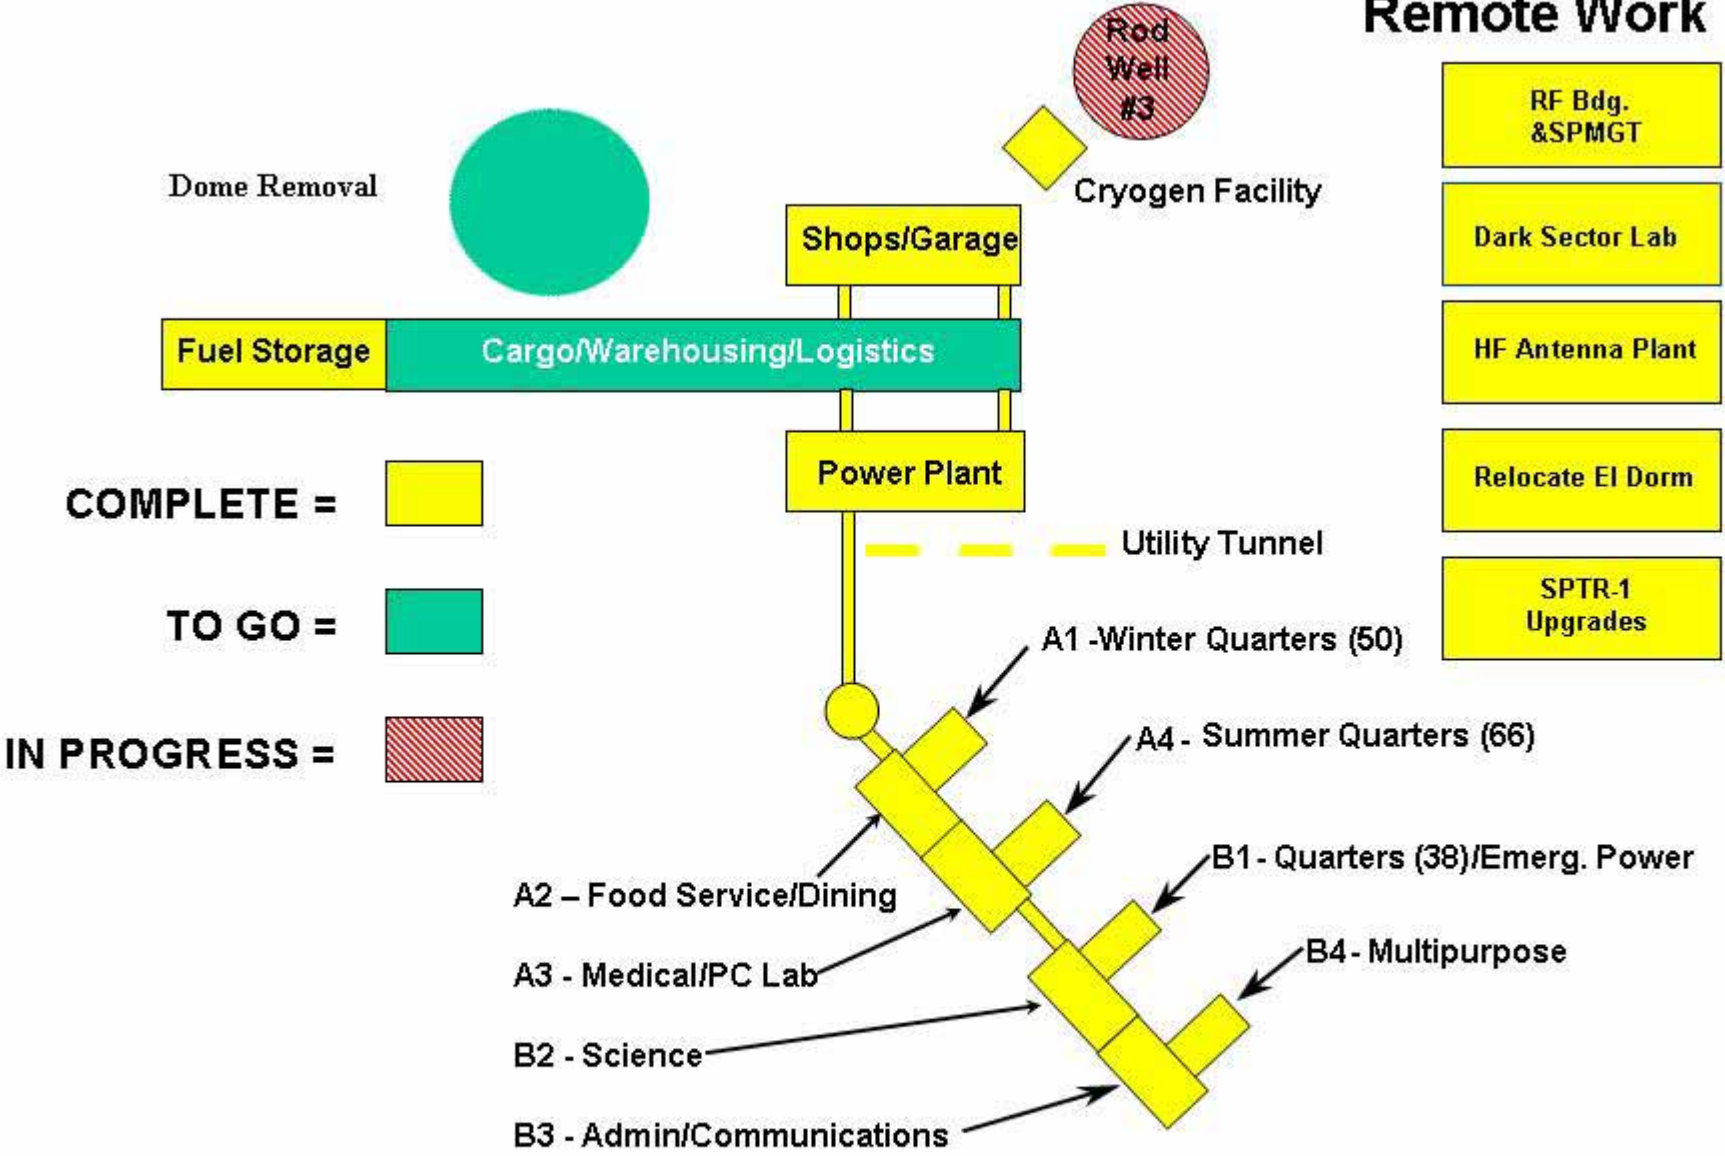 Remote Work
Rod
Well
#3
RF Bdg.
&SPMGT
Dome Removal
Cryogen Facility
Shops/Garage
Dark Sector Lab
Fuel Storage
Cargo/Warehousing/Logistics
HF Antenna Plant
Power Plant
Relocate El Dorm
COMPLETE =
Utility Tunnel
SPTR-1
Upgrades
TO GO =
A1 -Winter Quarters (50)
A4 - Summer Quarters (66)
IN PROGRESS =
B1 - Quarters (38)/Emerg. Power
A2 – Food Service/Dining
B4 - Multipurpose
A3 - Medical/PC Lab
B2 - Science
B3 - Admin/Communications